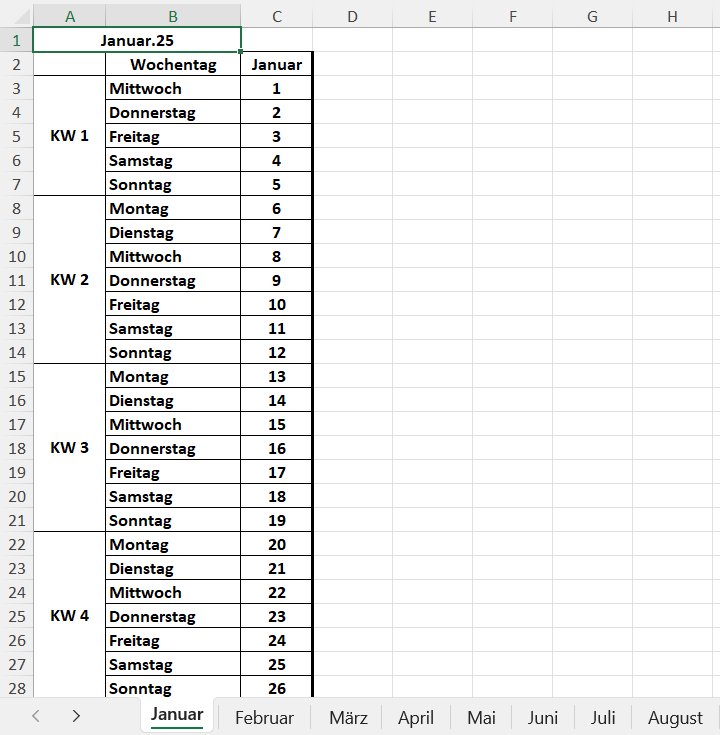 A B C D E F G H
1 Januar.25
2 Wochentag Januar
3 Mittwoch 1
4 Donnerstag 2
5 KW 1 Freitag 3
6 Samstag 4
7 Sonntag 5
8 Montag 6
9 Dienstag 7
10 Mittwoch 8
11 KW 2 Donnerstag 9
12 Freitag 10
13 Samstag 11
14 Sonntag 12
15 Montag 13
16 Dienstag 14
17 Mittwoch 15
18 KW 3 Donnerstag 16
19 Freitag 17
20 Samstag 18
21 Sonntag 19
22 Montag 20
23 Dienstag 21
24 Mittwoch 22
25 KW 4 Donnerstag 23
26 Freitag 24
27 Samstag 25
28 Sonntag 26
Januar Februar März April Mai Juni Juli August